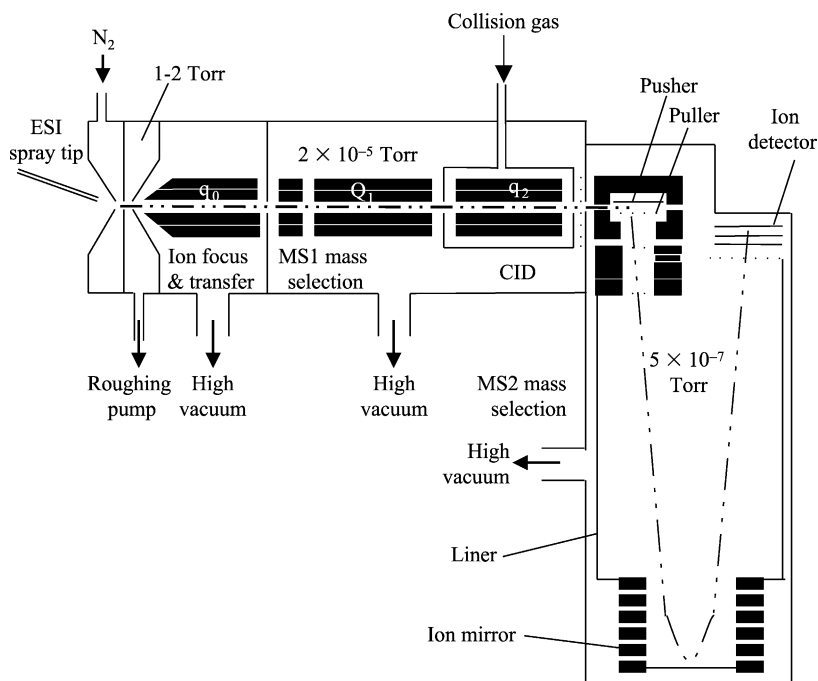 Collision gas
N₂
1-2 Torr
Pusher
Puller
Ion
detector
ESI
spray tip
2 × 10⁻⁵ Torr
q₀
Q₁
q₂
Ion focus
& transfer
MS1 mass
selection
CID
5 × 10⁻⁷
Torr
Roughing
pump
High
vacuum
High
vacuum
MS2 mass
selection
High
vacuum
Liner
Ion mirror